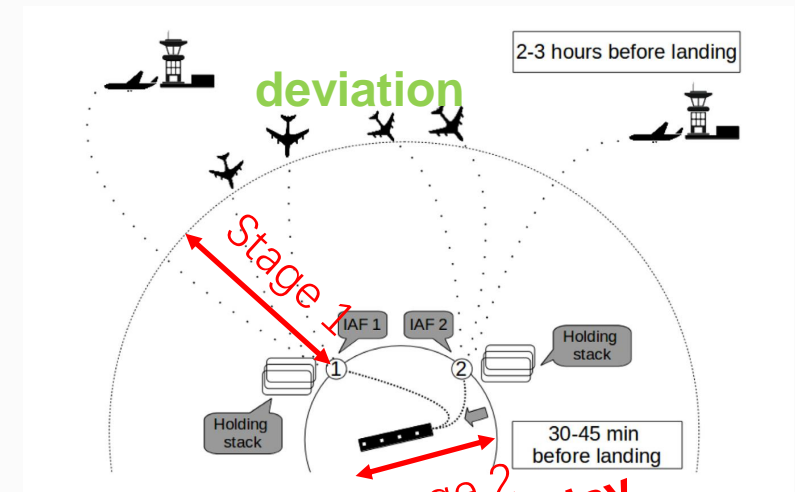 2-3 hours before landing
deviation
Stage 1
IAF 1
IAF 2
Holding
stack
1
2
Holding
stack
30-45 min
before landing